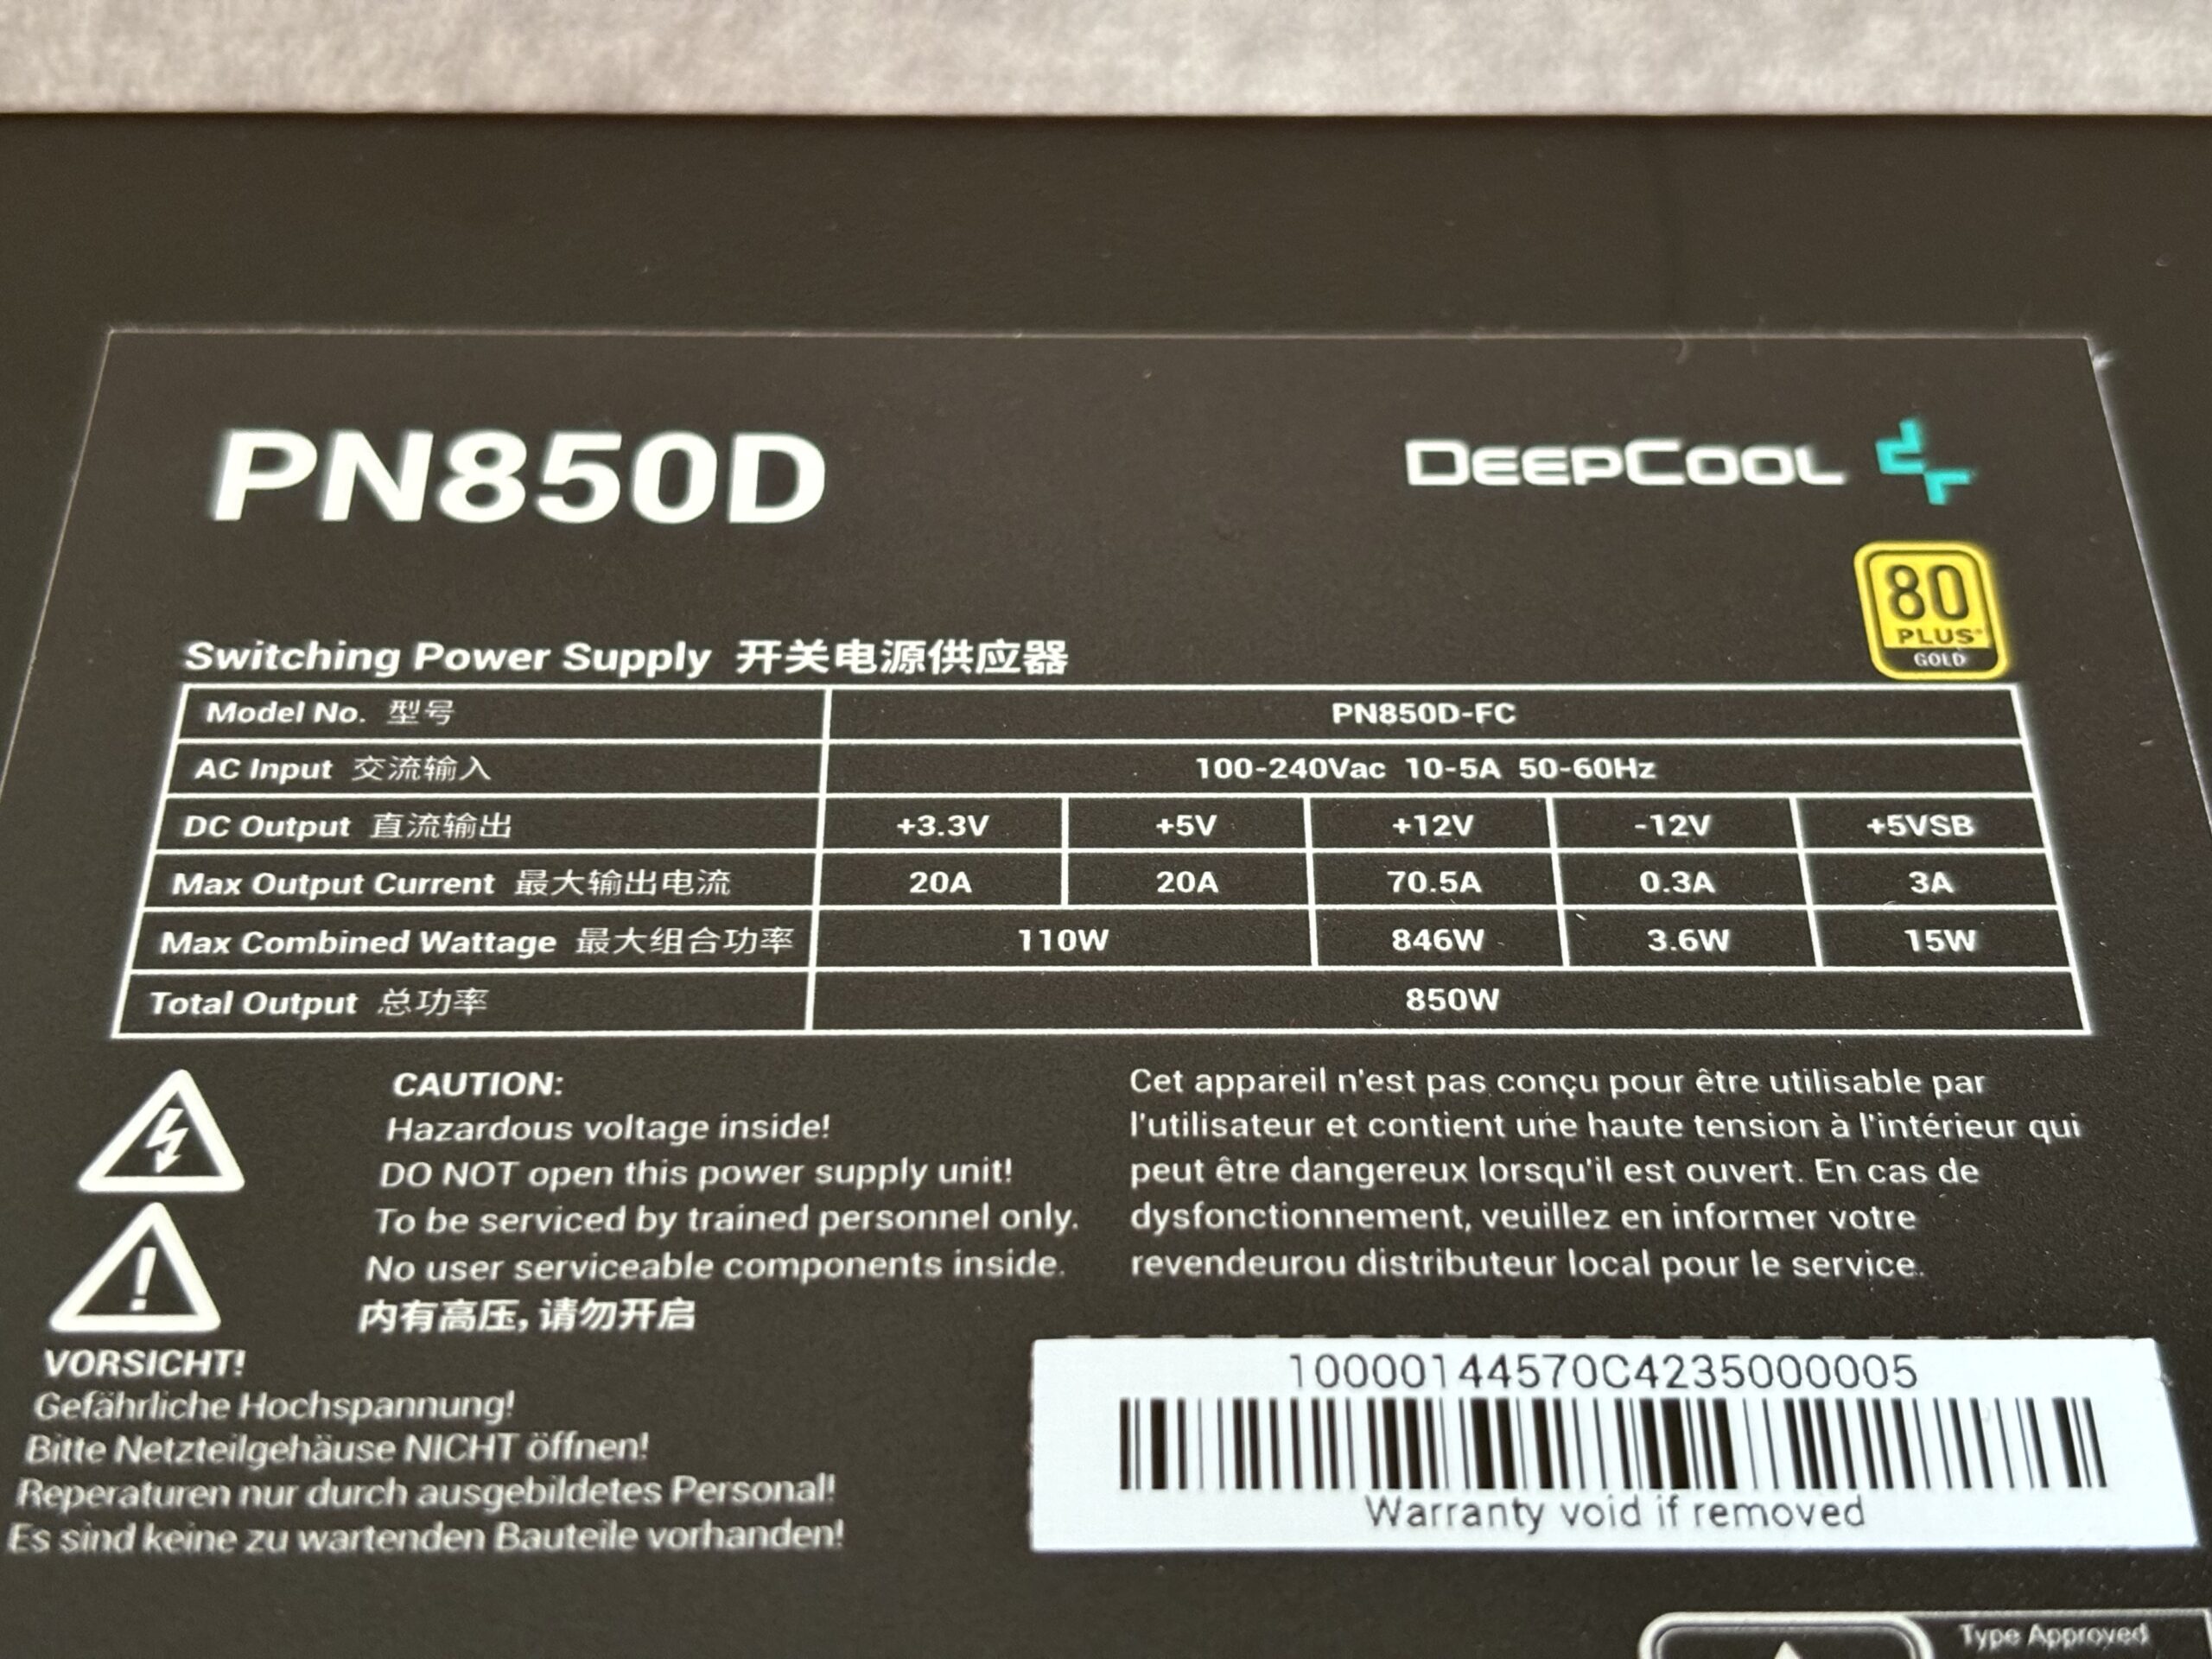 PN850D
DEEPCOOL
80
PLUS
GOLD
Switching Power Supply 开关电源供应器
Model No. 型号 PN850D-FC
AC Input 交流输入 100-240Vac 10-5A 50-60Hz
DC Output 直流输出 +3.3V +5V +12V -12V +5VSB
Max Output Current 最大输出电流 20A 20A 70.5A 0.3A 3A
Max Combined Wattage 最大组合功率 110W 846W 3.6W 15W
Total Output 总功率 850W
CAUTION:
Hazardous voltage inside!
DO NOT open this power supply unit!
To be serviced by trained personnel only.
No user serviceable components inside.
内有高压, 请勿开启
Cet appareil n'est pas conçu pour être utilisable par
l'utilisateur et contient une haute tension à l'intérieur qui
peut être dangereux lorsqu'il est ouvert. En cas de
dysfonctionnement, veuillez en informer votre
revendeurou distributeur local pour le service.
VORSICHT!
Gefährliche Hochspannung!
Bitte Netzteilgehäuse NICHT öffnen!
Reperaturen nur durch ausgebildetes Personal!
Es sind keine zu wartenden Bauteile vorhanden!
10000144570C4235000005
Warranty void if removed
Type Approved